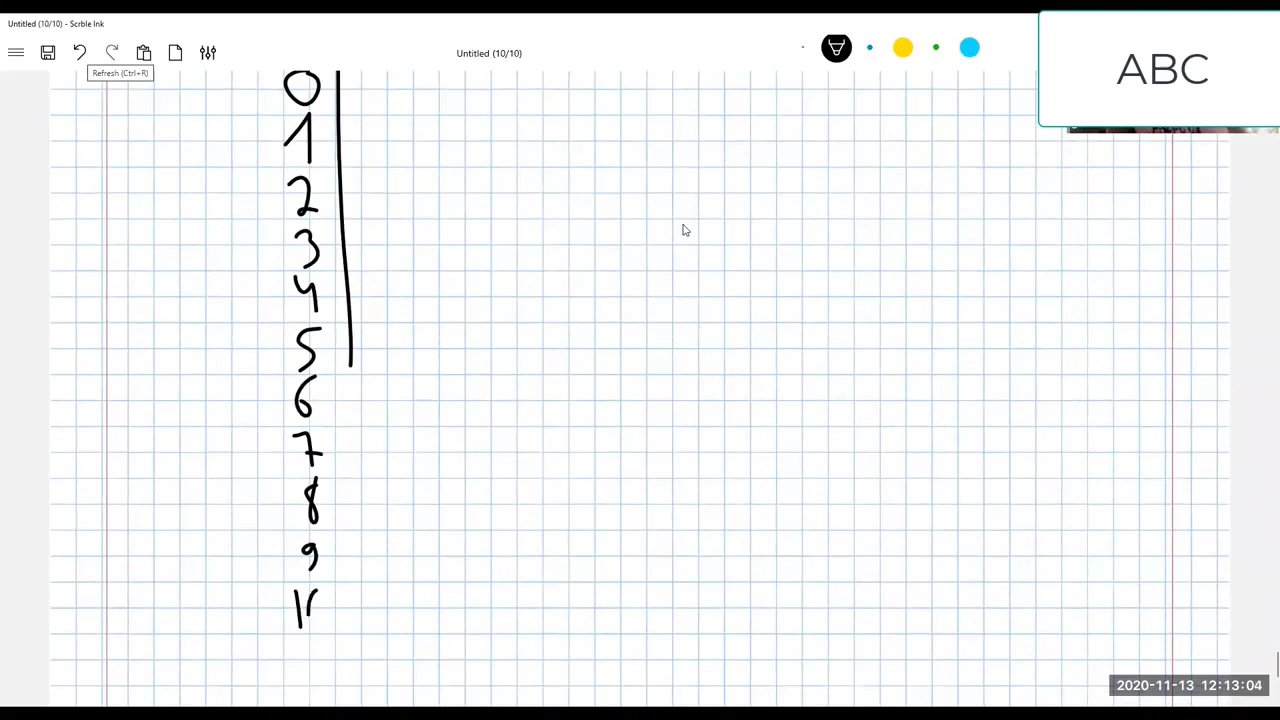 Untitled (10/10) - Scrble Ink
Untitled (10/10)
Refresh (Ctrl+R)
ABC
0
1
2
3
4
5
6
7
8
9
2020-11-13 12:13:04